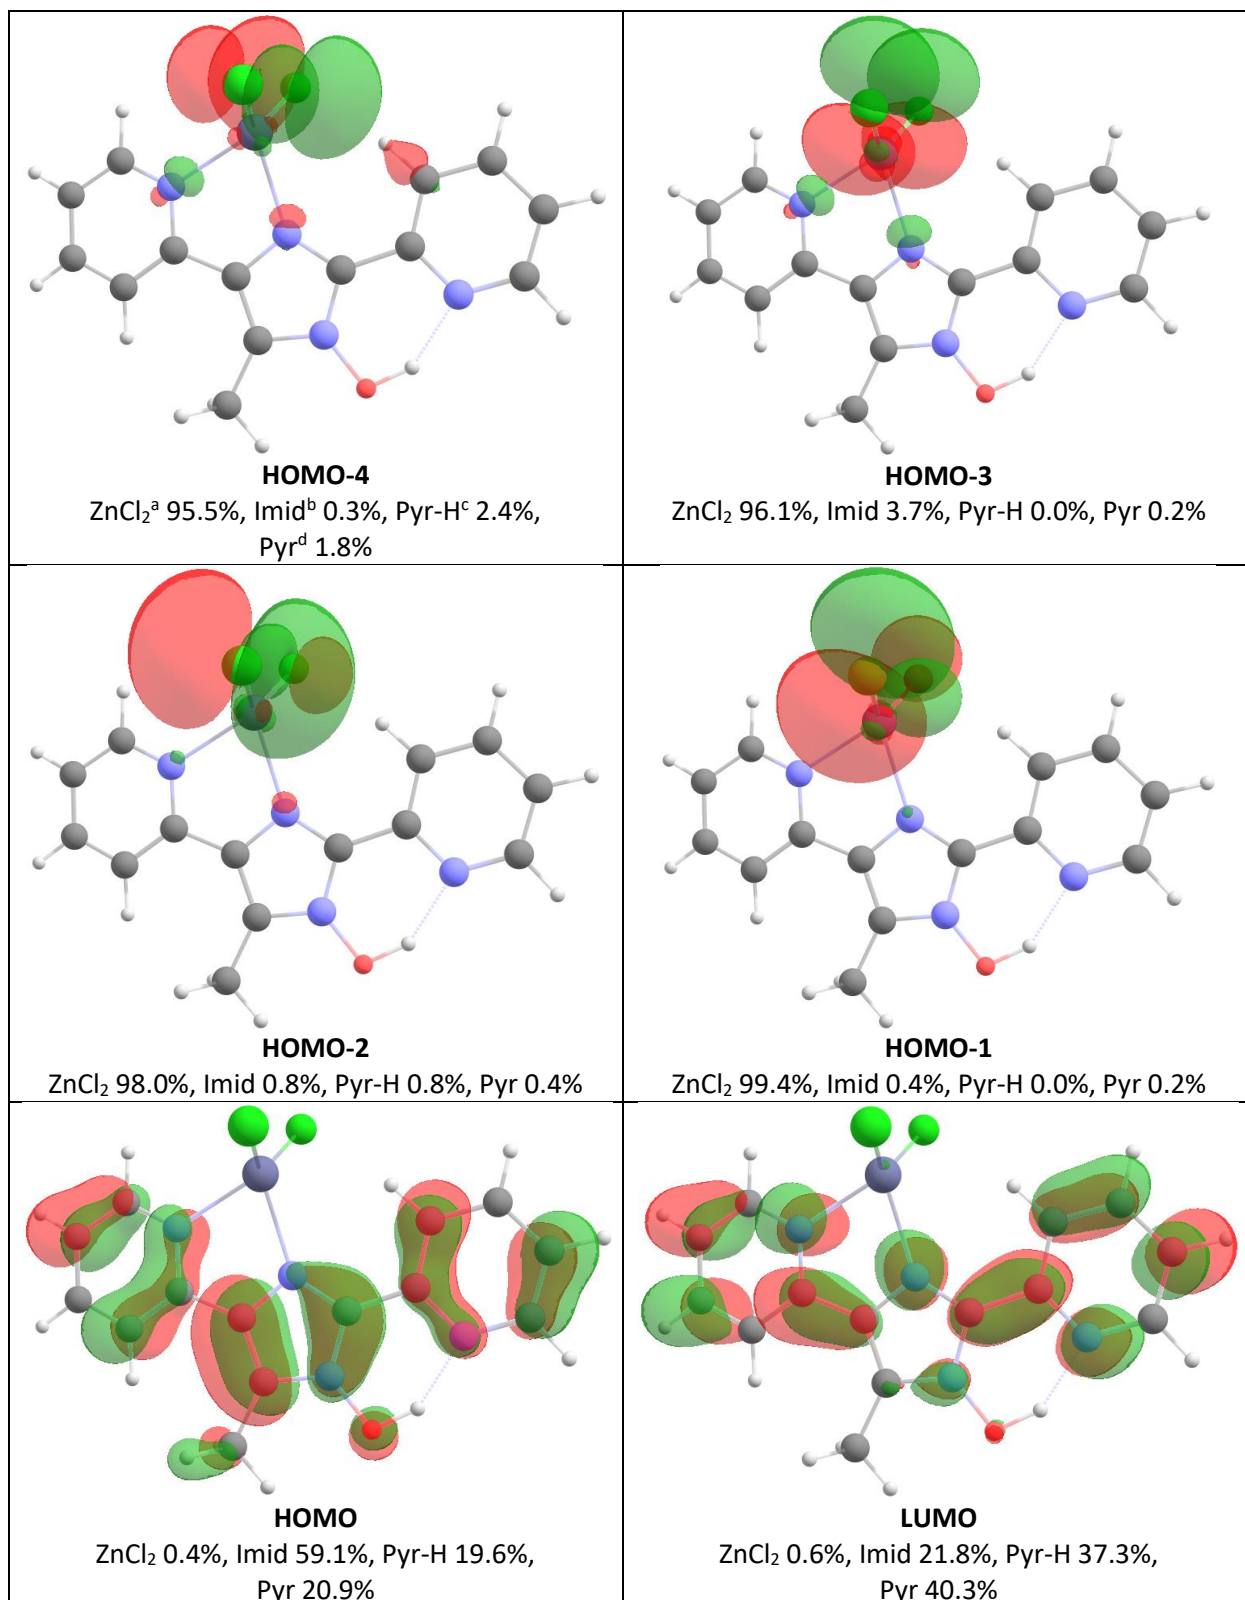 HOMO-4
ZnCl₂ᵃ 95.5%, Imidᵇ 0.3%, Pyr-Hᶜ 2.4%,
Pyrᵈ 1.8%
HOMO-3
ZnCl₂ 96.1%, Imid 3.7%, Pyr-H 0.0%, Pyr 0.2%
HOMO-2
ZnCl₂ 98.0%, Imid 0.8%, Pyr-H 0.8%, Pyr 0.4%
HOMO-1
ZnCl₂ 99.4%, Imid 0.4%, Pyr-H 0.0%, Pyr 0.2%
HOMO
ZnCl₂ 0.4%, Imid 59.1%, Pyr-H 19.6%,
Pyr 20.9%
LUMO
ZnCl₂ 0.6%, Imid 21.8%, Pyr-H 37.3%,
Pyr 40.3%